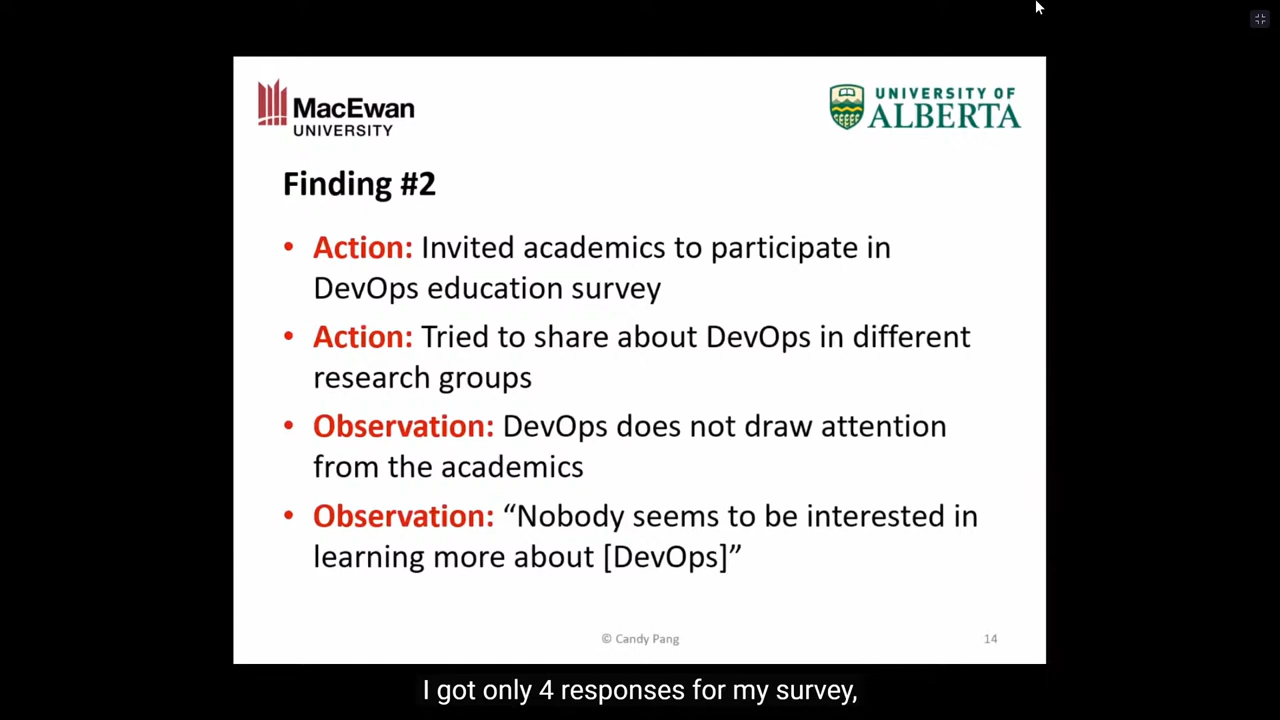 MacEwan
UNIVERSITY
UNIVERSITY OF
ALBERTA
Finding #2
• Action: Invited academics to participate in
DevOps education survey
• Action: Tried to share about DevOps in different
research groups
• Observation: DevOps does not draw attention
from the academics
• Observation: “Nobody seems to be interested in
learning more about [DevOps]”
© Candy Pang
14
I got only 4 responses for my survey,